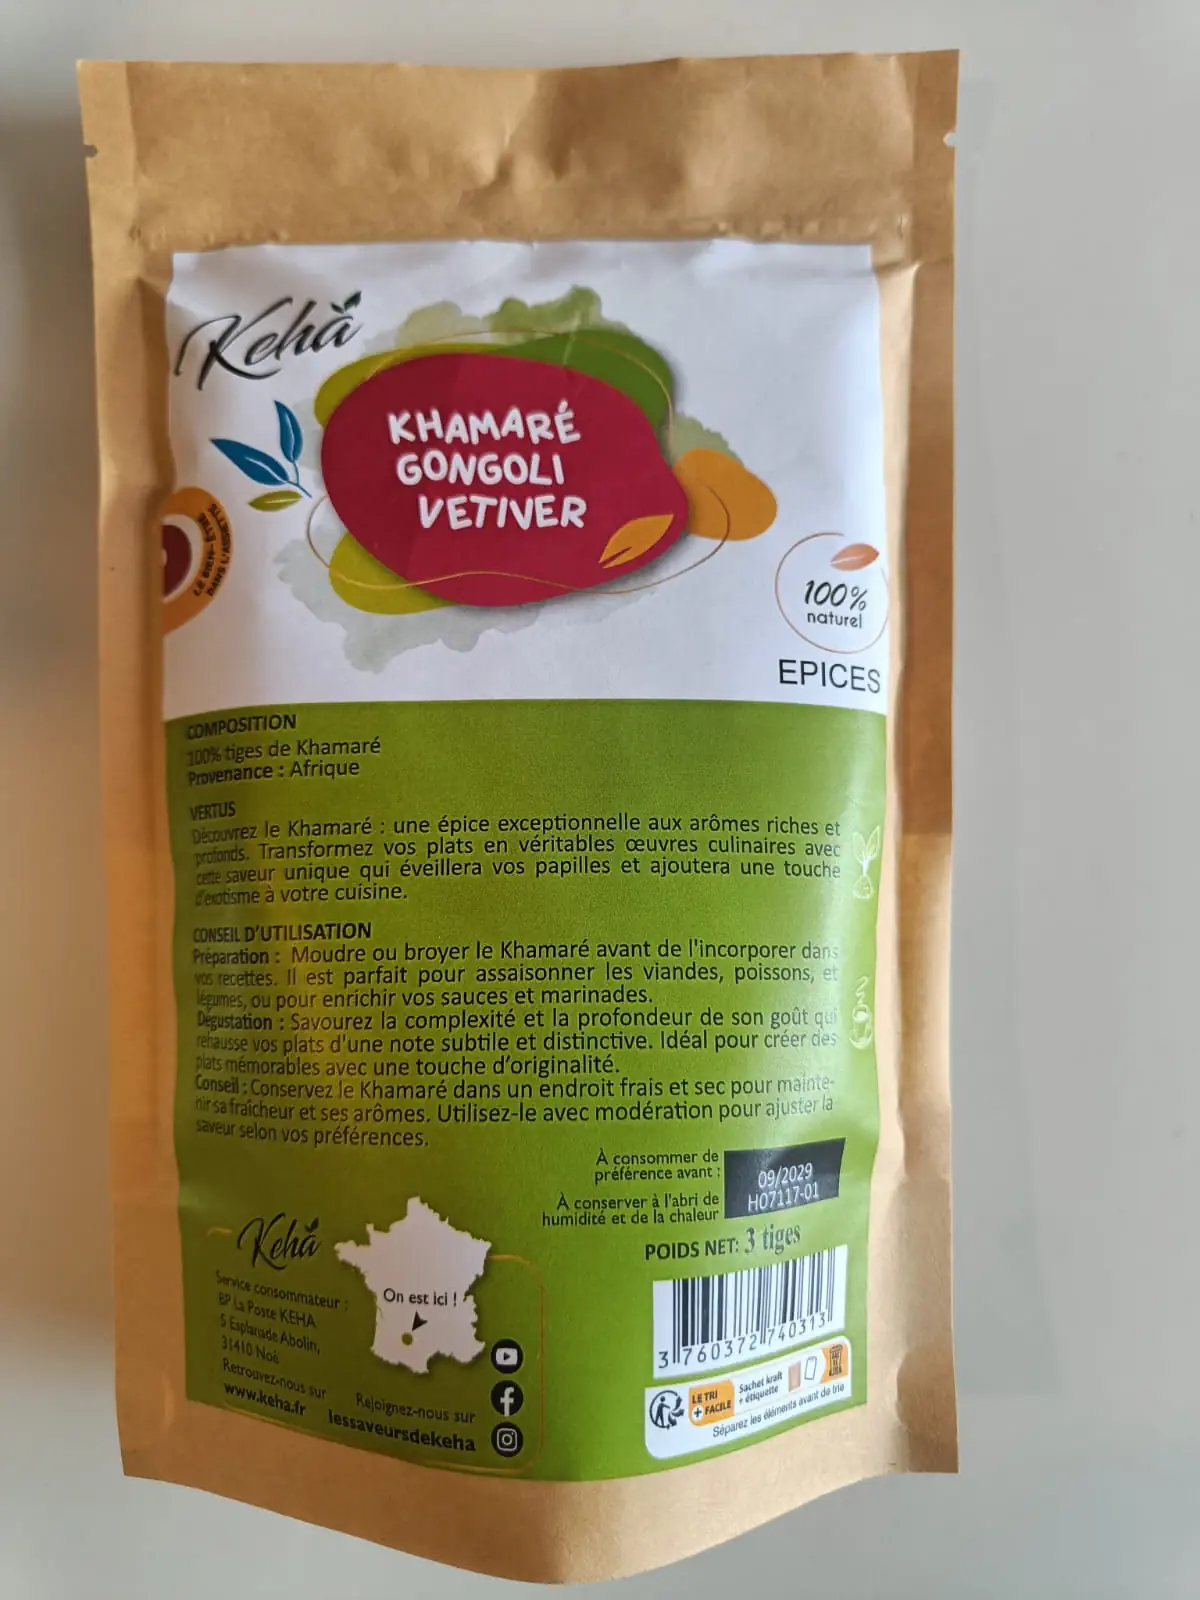 Keha
KHAMARÉ
GONGOLI
VETIVER
LE BIEN-ÊTRE
DANS L'ASSIETTE
100%
naturel
EPICES
COMPOSITION
100% tiges de Khamaré
Provenance : Afrique
VERTUS
Découvrez le Khamaré : une épice exceptionnelle aux arômes riches et
profonds. Transformez vos plats en véritables œuvres culinaires avec
cette saveur unique qui éveillera vos papilles et ajoutera une touche
d'exotisme à votre cuisine.
CONSEIL D'UTILISATION
Préparation : Moudre ou broyer le Khamaré avant de l'incorporer dans
vos recettes. Il est parfait pour assaisonner les viandes, poissons, et
légumes, ou pour enrichir vos sauces et marinades.
Dégustation : Savourez la complexité et la profondeur de son goût qui
rehausse vos plats d'une note subtile et distinctive. Idéal pour créer des
plats mémorables avec une touche d'originalité.
Conseil : Conservez le Khamaré dans un endroit frais et sec pour mainte-
nir sa fraîcheur et ses arômes. Utilisez-le avec modération pour ajuster la
saveur selon vos préférences.
À consommer de
préférence avant :
09/2029
H07117-01
À conserver à l'abri de
humidité et de la chaleur
POIDS NET: 3 tiges
Keha
Service consommateur :
BP La Poste KEHA
5 Esplanade Abolin,
31410 Noé
Retrouvez-nous sur
www.keha.fr
On est ici !
Rejoignez-nous sur
lessaveursdekeha
3 760372 740313
LE TRI
+ FACILE
Sachet kraft
+ étiquette
Séparez les éléments avant de trier